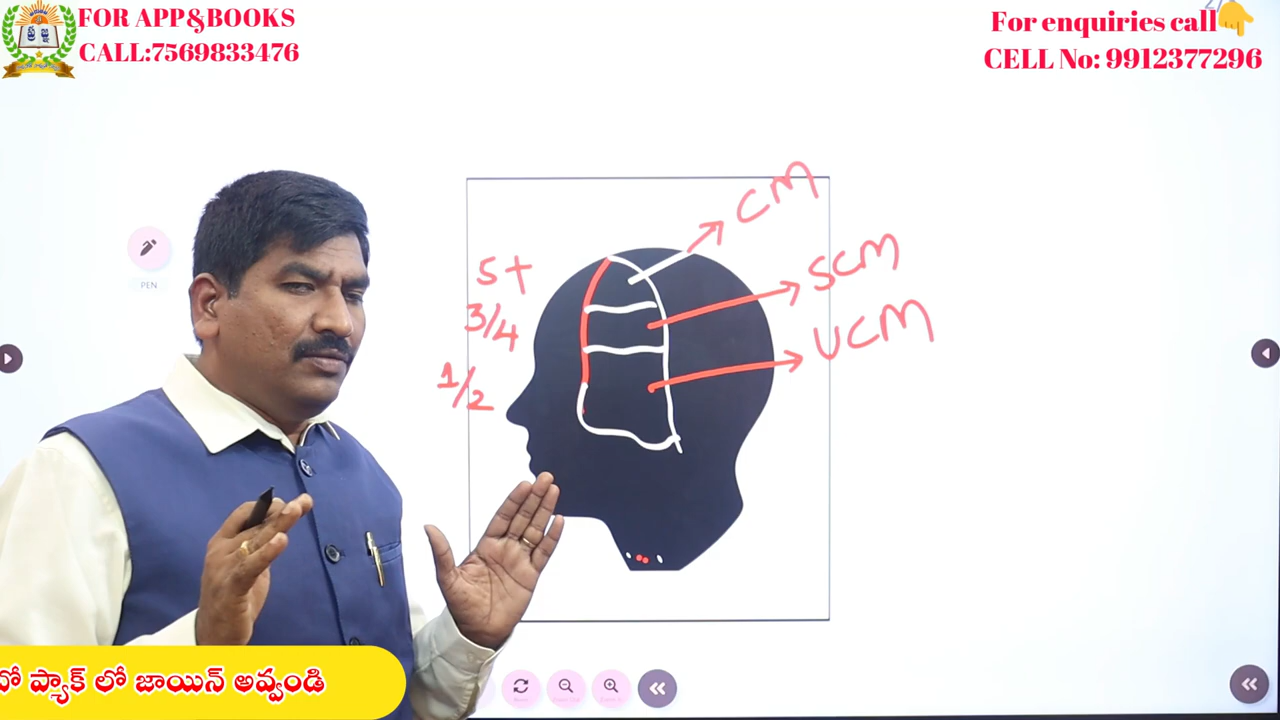 FOR APP&BOOKS
CALL:7569833476
For enquiries call
CELL No: 9912377296
CM
SCM
UCM
3/4
1/2
PEN
ప్యాక్ లో జాయిన్ అవ్వండి